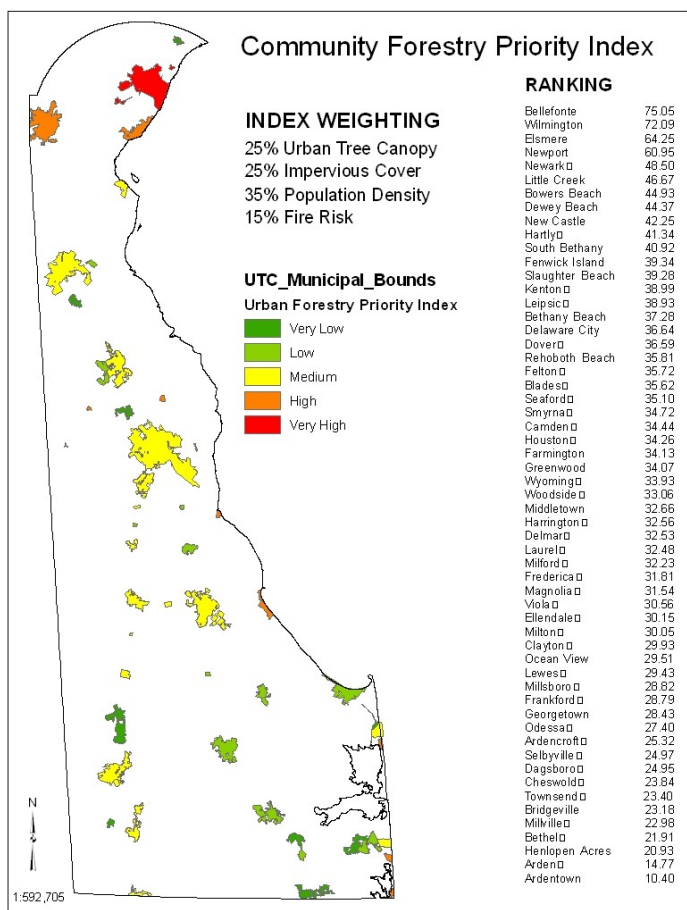 Community Forestry Priority Index
INDEX WEIGHTING
25% Urban Tree Canopy
25% Impervious Cover
35% Population Density
15% Fire Risk
UTC_Municipal_Bounds
Urban Forestry Priority Index
Very Low
Low
Medium
High
Very High
RANKING
Bellefonte 75.05
Wilmington 72.09
Elsmere 64.25
Newport 60.95
Newark 48.50
Little Creek 46.67
Bowers Beach 44.93
Dewey Beach 44.37
New Castle 42.25
Hartly 41.34
South Bethany 40.92
Fenwick Island 39.34
Slaughter Beach 39.28
Kenton 38.99
Leipsic 38.93
Bethany Beach 37.28
Delaware City 36.64
Dover 36.59
Rehoboth Beach 35.81
Felton 35.72
Blades 35.62
Seaford 35.10
Smyrna 34.72
Camden 34.44
Houston 34.26
Farmington 34.13
Greenwood 34.07
Wyoming 33.93
Woodside 33.06
Middletown 32.66
Harrington 32.56
Delmar 32.53
Laurel 32.48
Milford 32.23
Frederica 31.81
Magnolia 31.54
Viola 30.56
Ellendale 30.15
Milton 30.05
Clayton 29.93
Ocean View 29.51
Lewes 29.43
Millsboro 28.82
Frankford 28.79
Georgetown 28.43
Odessa 27.40
Ardencroft 25.32
Selbyville 24.97
Dagsboro 24.95
Cheswold 23.84
Townsend 23.40
Bridgeville 23.18
Millville 22.98
Bethel 21.91
Henlopen Acres 20.93
Arden 14.77
Ardentown 10.40
N
1:592,705